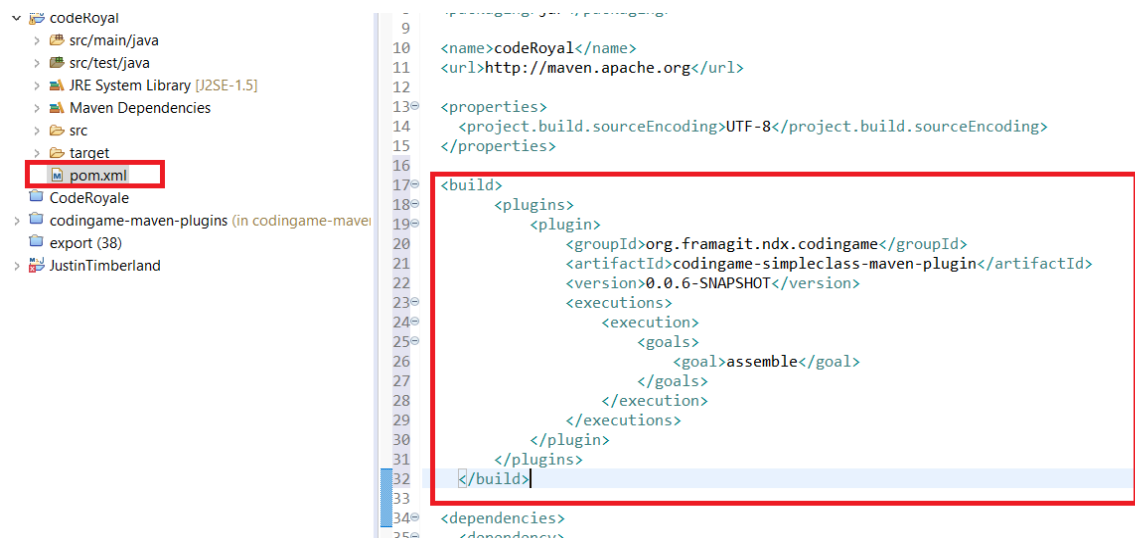 codeRoyal
src/main/java
src/test/java
JRE System Library [J2SE-1.5]
Maven Dependencies
src
target
pom.xml
CodeRoyale
codingame-maven-plugins (in codingame-maver
export (38)
JustinTimberland
9
10 <name>codeRoyal</name>
11 <url>http://maven.apache.org</url>
12
13 <properties>
14 <project.build.sourceEncoding>UTF-8</project.build.sourceEncoding>
15 </properties>
16
17 <build>
18 <plugins>
19 <plugin>
20 <groupId>org.framagit.ndx.codingame</groupId>
21 <artifactId>codingame-simpleclass-maven-plugin</artifactId>
22 <version>0.0.6-SNAPSHOT</version>
23 <executions>
24 <execution>
25 <goals>
26 <goal>assemble</goal>
27 </goals>
28 </execution>
29 </executions>
30 </plugin>
31 </plugins>
32 </build>
33
34 <dependencies>
35 <dependency>